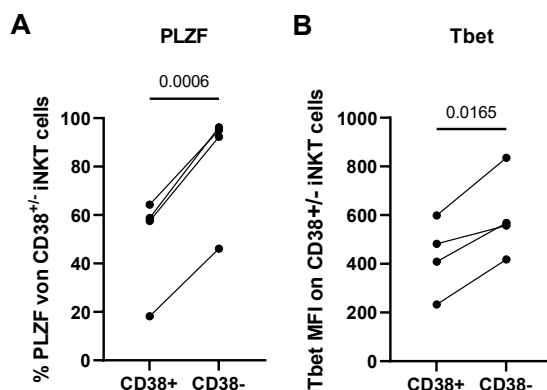 A
PLZF
0.0006
% PLZF von CD38+/- iNKT cells
100
80
60
40
20
0
CD38+
CD38-
B
Tbet
0.0165
Tbet MFI on CD38+/- iNKT cells
1000
800
600
400
200
0
CD38+
CD38-